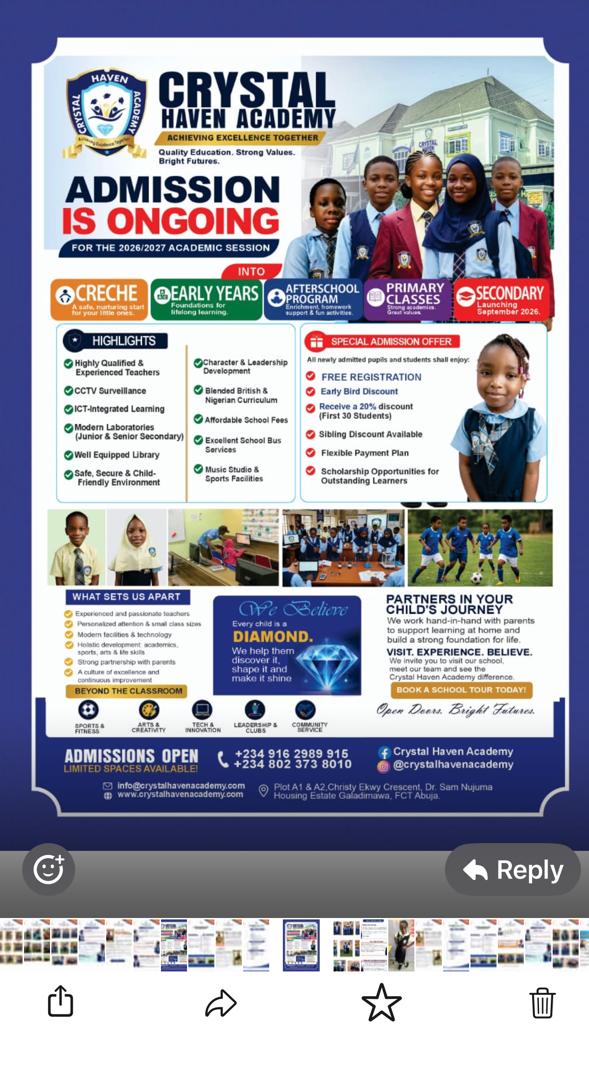 CRYSTAL HAVEN ACADEMY
Achieving Excellence Together
CRYSTAL
HAVEN ACADEMY
ACHIEVING EXCELLENCE TOGETHER
Quality Education. Strong Values.
Bright Futures.
ADMISSION
IS ONGOING
FOR THE 2026/2027 ACADEMIC SESSION
INTO
CRECHE
A safe, nurturing start
for your little ones.
EARLY YEARS
Foundations for
lifelong learning.
AFTERSCHOOL
PROGRAM
Enrichment, homework
support & fun activities.
PRIMARY
CLASSES
Strong academics.
Great values.
SECONDARY
Launching
September 2026.
HIGHLIGHTS
Highly Qualified &
Experienced Teachers
CCTV Surveillance
ICT-Integrated Learning
Modern Laboratories
(Junior & Senior Secondary)
Well Equipped Library
Safe, Secure & Child-
Friendly Environment
Character & Leadership
Development
Blended British &
Nigerian Curriculum
Affordable School Fees
Excellent School Bus
Services
Music Studio &
Sports Facilities
SPECIAL ADMISSION OFFER
All newly admitted pupils and students shall enjoy:
FREE REGISTRATION
Early Bird Discount
Receive a 20% discount
(First 30 Students)
Sibling Discount Available
Flexible Payment Plan
Scholarship Opportunities for
Outstanding Learners
WHAT SETS US APART
Experienced and passionate teachers
Personalized attention & small class sizes
Modern facilities & technology
Holistic development: academics,
sports, arts & life skills
Strong partnership with parents
A culture of excellence and
continuous improvement
BEYOND THE CLASSROOM
SPORTS &
FITNESS
ARTS &
CREATIVITY
TECH &
INNOVATION
LEADERSHIP &
CLUBS
COMMUNITY
SERVICE
We Believe
Every child is a
DIAMOND.
We help them
discover it,
shape it and
make it shine
PARTNERS IN YOUR
CHILD'S JOURNEY
We work hand-in-hand with parents
to support learning at home and
build a strong foundation for life.
VISIT. EXPERIENCE. BELIEVE.
We invite you to visit our school,
meet our team and see the
Crystal Haven Academy difference.
BOOK A SCHOOL TOUR TODAY!
Open Doors. Bright Futures.
ADMISSIONS OPEN
LIMITED SPACES AVAILABLE!
+234 916 2989 915
+234 802 373 8010
Crystal Haven Academy
@crystalhavenacademy
info@crystalhavenacademy.com
www.crystalhavenacademy.com
Plot A1 & A2,Christy Ekwy Crescent, Dr. Sam Nujuma
Housing Estate Galadimawa, FCT Abuja.
Reply